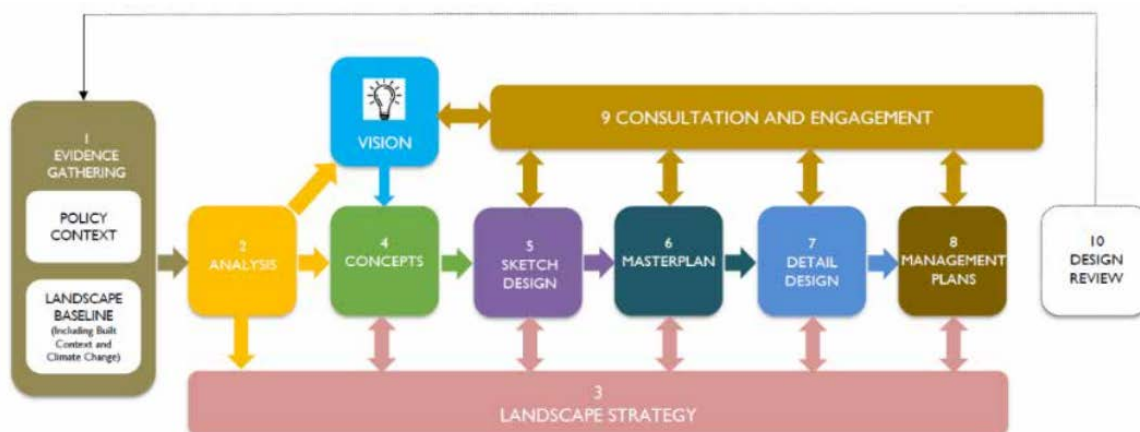 1
EVIDENCE
GATHERING
POLICY
CONTEXT
LANDSCAPE
BASELINE
(Including Built
Context and
Climate Change)
2
ANALYSIS
VISION
4
CONCEPTS
9 CONSULTATION AND ENGAGEMENT
5
SKETCH
DESIGN
6
MASTERPLAN
7
DETAIL
DESIGN
8
MANAGEMENT
PLANS
10
DESIGN
REVIEW
3
LANDSCAPE STRATEGY